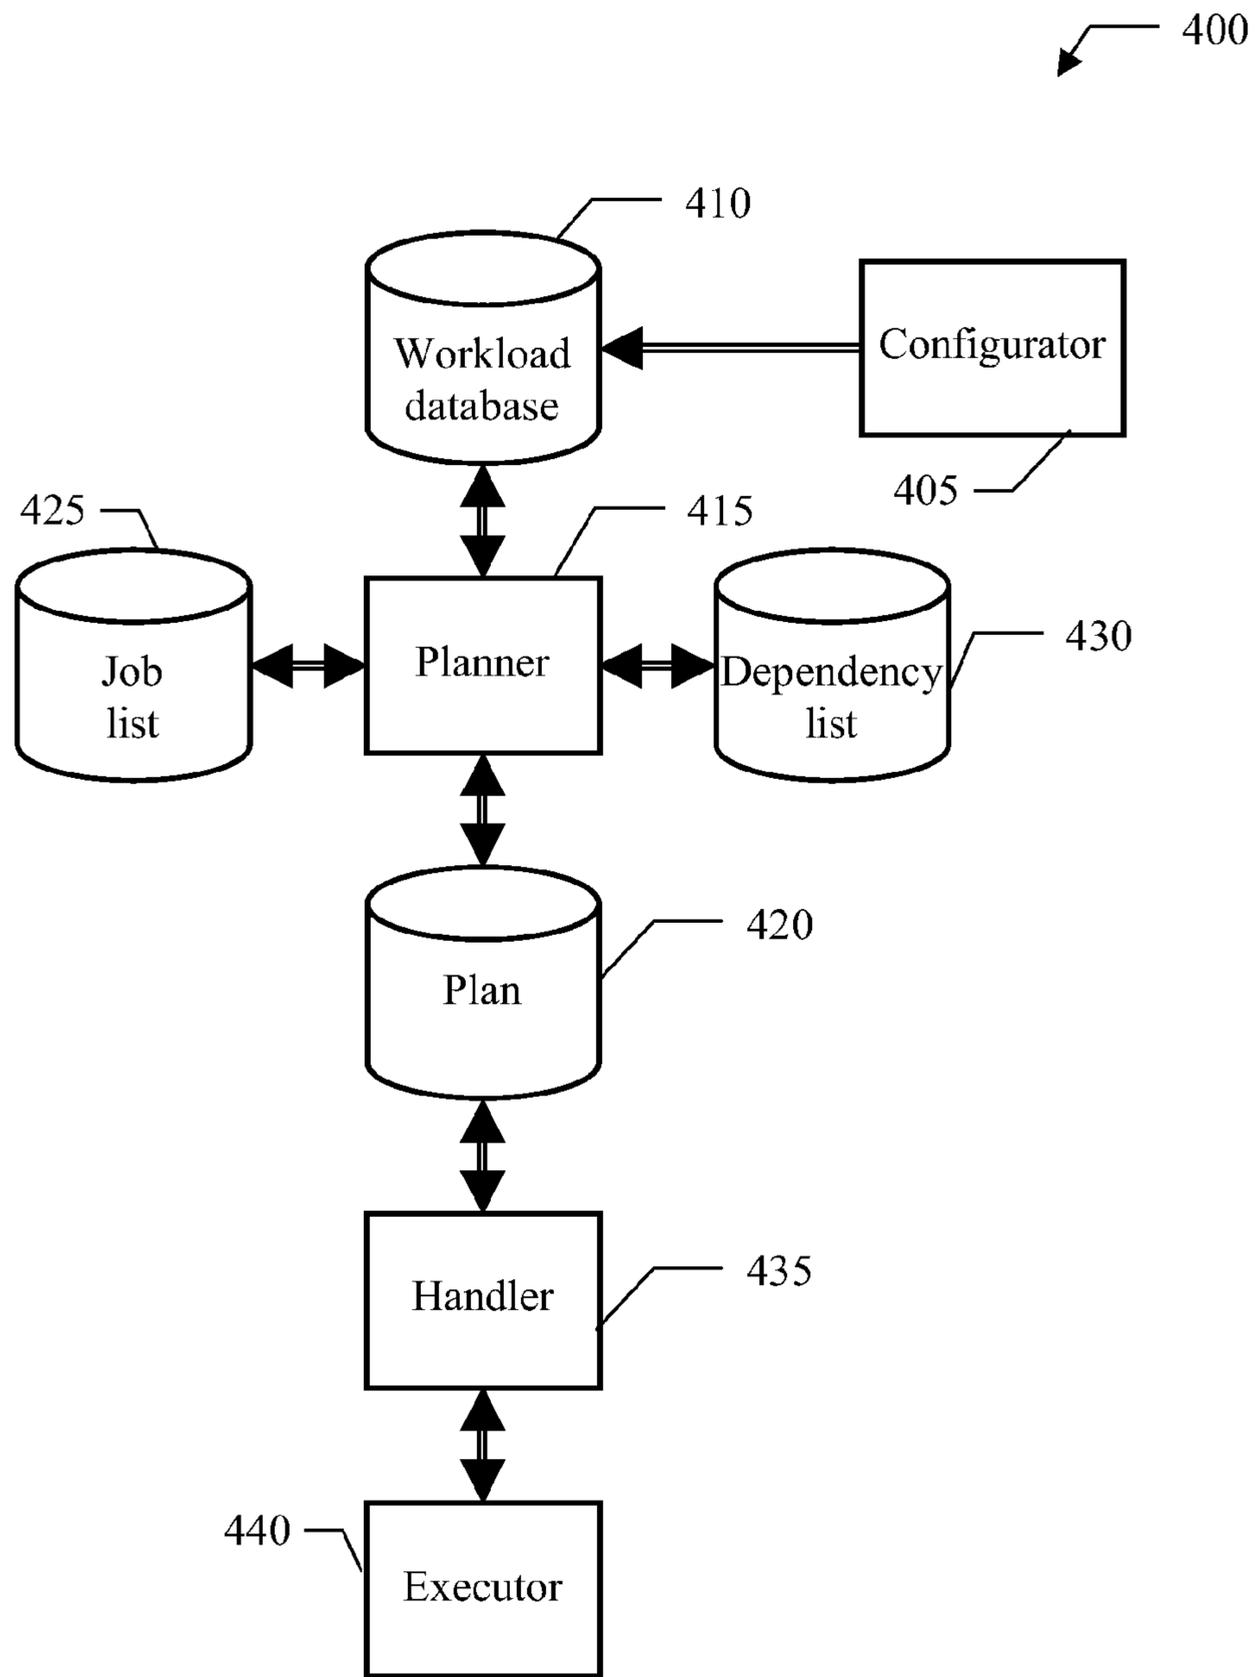 400
410
Workload
database
Configurator
405
425
415
Job
list
Planner
Dependency
list
430
Plan
420
Handler
435
440
Executor